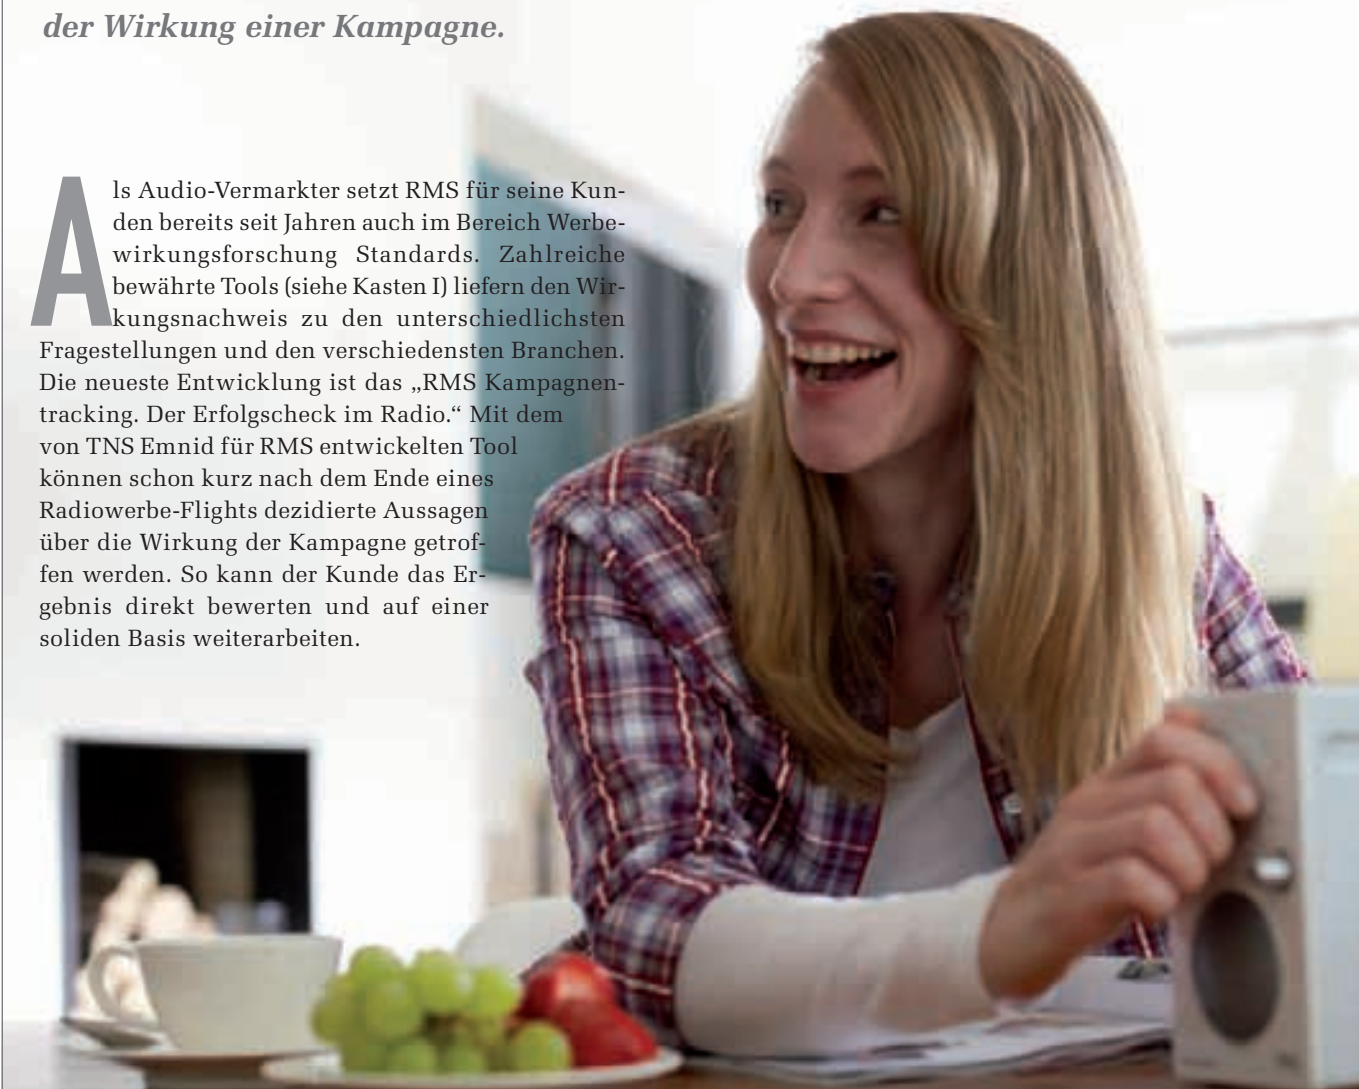 der Wirkung einer Kampagne.
Als Audio-Vermarkter setzt RMS für seine Kun-
den bereits seit Jahren auch im Bereich Werbe-
wirkungsforschung Standards. Zahlreiche
bewährte Tools (siehe Kasten I) liefern den Wir-
kungsnachweis zu den unterschiedlichsten
Fragestellungen und den verschiedensten Branchen.
Die neueste Entwicklung ist das „RMS Kampagnen-
tracking. Der Erfolgscheck im Radio.“ Mit dem
von TNS Emnid für RMS entwickelten Tool
können schon kurz nach dem Ende eines
Radiowerbe-Flights dezidierte Aussagen
über die Wirkung der Kampagne getrof-
fen werden. So kann der Kunde das Er-
gebnis direkt bewerten und auf einer
soliden Basis weiterarbeiten.